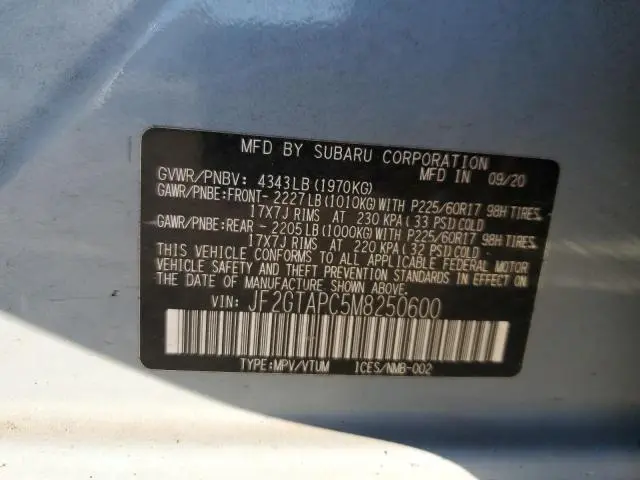 MFD BY SUBARU CORPORATION
GVWR/PNBV: 4343LB (1970KG) MFD IN 09/20
GAWR/PNBE:FRONT- 2227LB (1010KG) WITH P225/60R17 98H TIRES
17X7J RIMS AT 230 KPA (33 PSI) COLD
GAWR/PNBE:REAR - 2205LB (1000KG) WITH P225/60R17 98H TIRES
17X7J RIMS AT 220 KPA (32 PSI) COLD
THIS VEHICLE CONFORMS TO ALL APPLICABLE FEDERAL MOTOR
VEHICLE SAFETY AND THEFT PREVENTION STANDARDS IN EFFECT ON
THE DATE OF MANUFACTURE SHOWN ABOVE.
VIN: JF2GTAPC5M8250600
TYPE:MPV/VTUM ICES/NMB-002